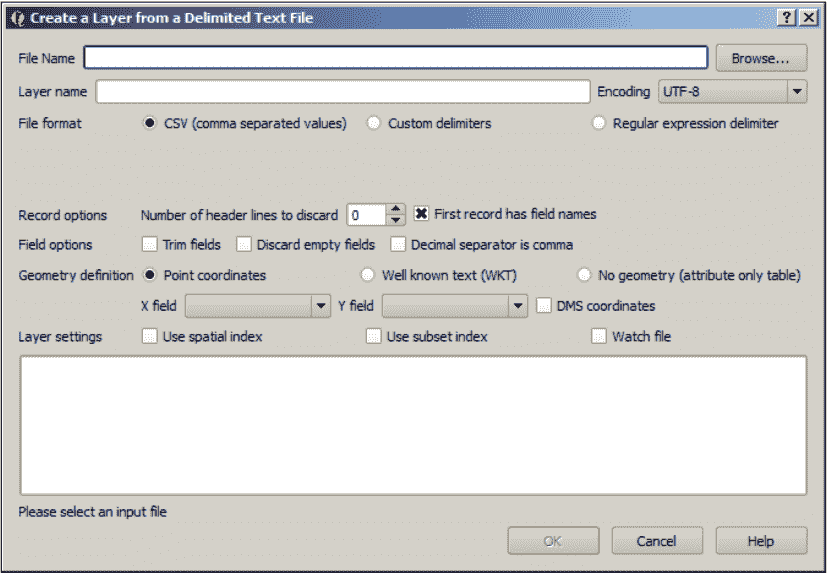 Create a Layer from a Delimited Text File
File Name Browse...
Layer name Encoding UTF-8
File format CSV (comma separated values) Custom delimiters Regular expression delimiter
Record options Number of header lines to discard 0 First record has field names
Field options Trim fields Discard empty fields Decimal separator is comma
Geometry definition Point coordinates Well known text (WKT) No geometry (attribute only table)
X field Y field DMS coordinates
Layer settings Use spatial index Use subset index Watch file
Please select an input file
OK Cancel Help